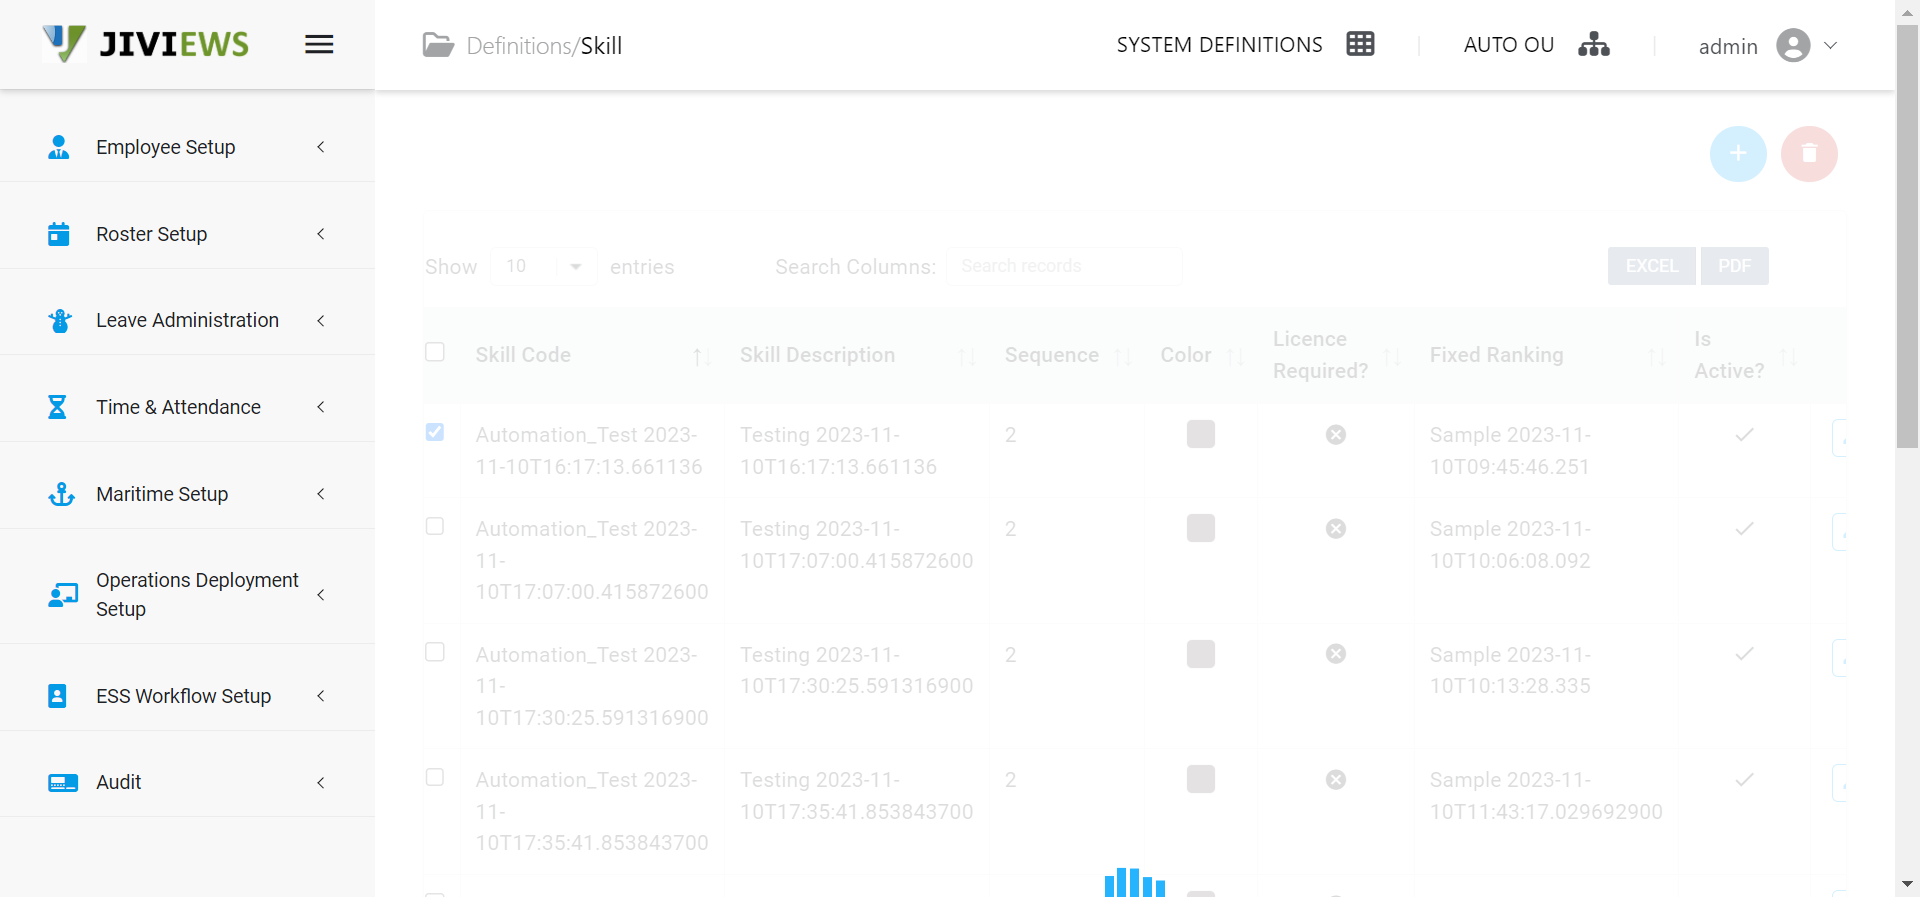 JIVIEWS
Definitions/Skill
SYSTEM DEFINITIONS
AUTO OU
admin
Employee Setup
Roster Setup
Leave Administration
Time & Attendance
Maritime Setup
Operations Deployment
Setup
ESS Workflow Setup
Audit
Show 10 entries
Search Columns: Search records
EXCEL PDF
Skill Code
Skill Description
Sequence
Color
Licence
Required?
Fixed Ranking
Is
Active?
Automation_Test 2023-
11-10T16:17:13.661136
Testing 2023-11-
10T16:17:13.661136
2
Sample 2023-11-
10T09:45:46.251
Automation_Test 2023-
11-
10T17:07:00.415872600
Testing 2023-11-
10T17:07:00.415872600
2
Sample 2023-11-
10T10:06:08.092
Automation_Test 2023-
11-
10T17:30:25.591316900
Testing 2023-11-
10T17:30:25.591316900
2
Sample 2023-11-
10T10:13:28.335
Automation_Test 2023-
11-
10T17:35:41.853843700
Testing 2023-11-
10T17:35:41.853843700
2
Sample 2023-11-
10T11:43:17.029692900